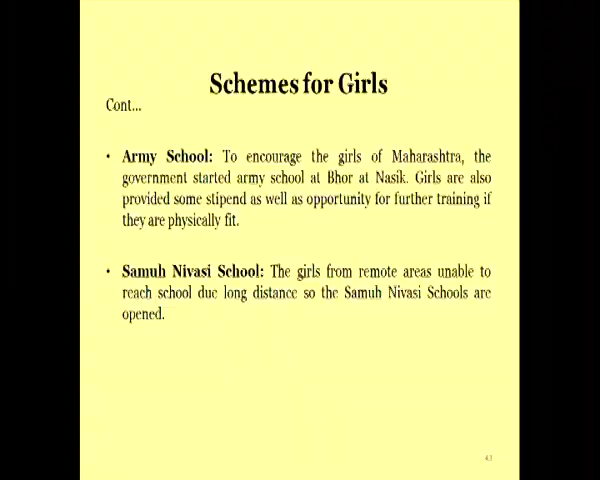 Schemes for Girls
Cont...
• Army School: To encourage the girls of Maharashtra, the
government started army school at Bhor at Nasik. Girls are also
provided some stipend as well as opportunity for further training if
they are physically fit.
• Samuh Nivasi School: The girls from remote areas unable to
reach school due long distance so the Samuh Nivasi Schools are
opened.